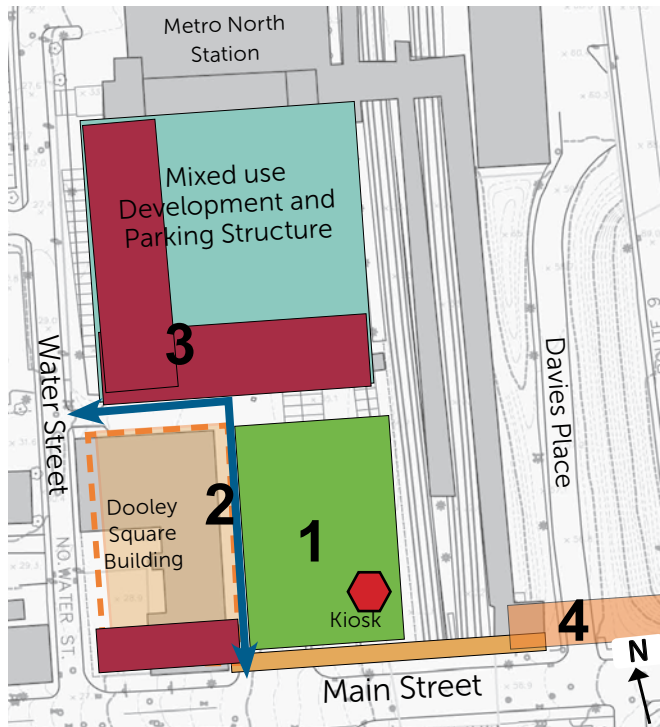 Metro North
Station
Mixed use
Development and
Parking Structure
3
Water Street
Davies Place
2
Dooley
Square
Building
1
Kiosk
NO. WATER ST.
4
N
Main Street